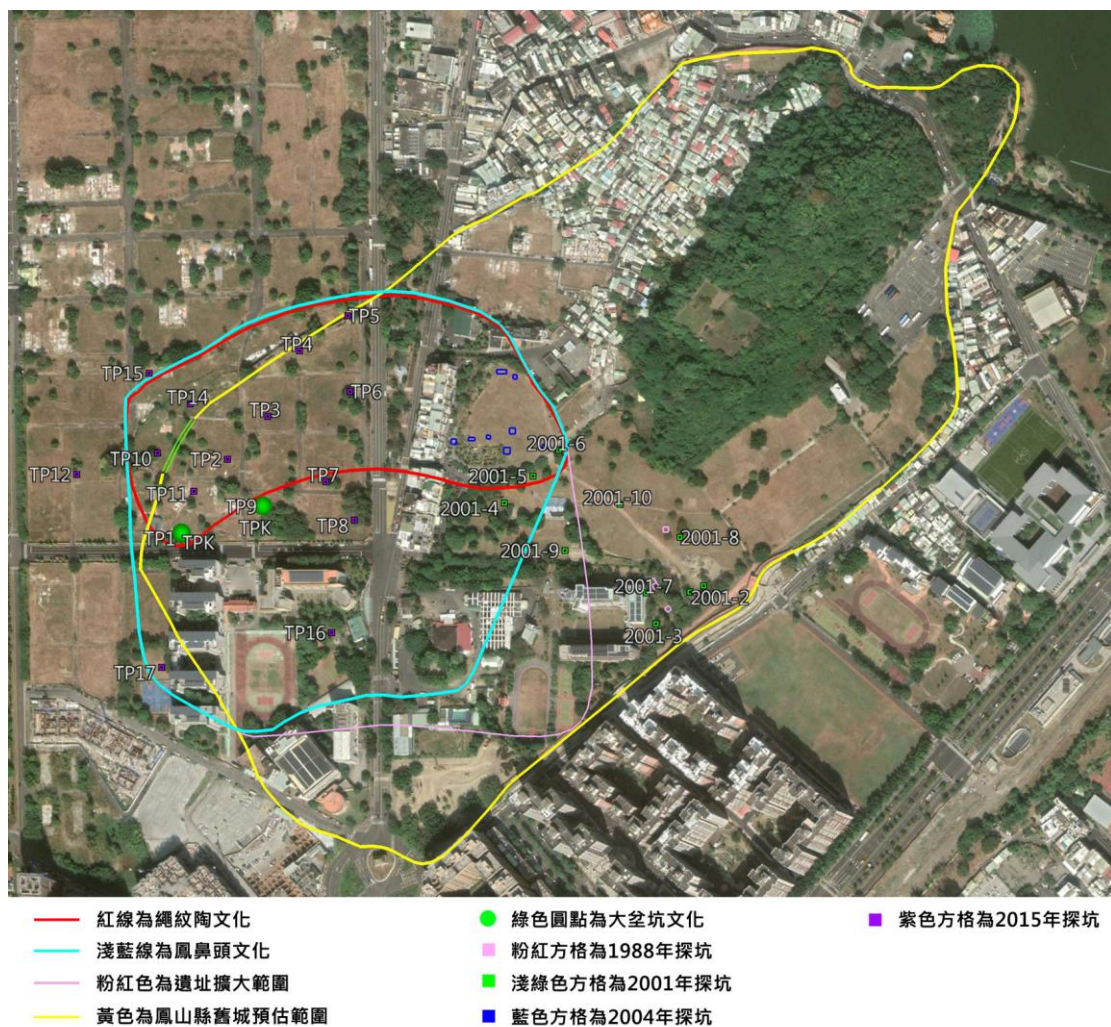 TP5
TP4
TP15
TP14
TP6
TP3
TP10
TP2
TP12
TP11
TP7
TP9
TPK
TP8
TP1
TPK
2001-6
2001-5
2001-4
2001-10
2001-8
2001-9
2001-7
2001-2
2001-3
TP16
TP17
紅線為繩紋陶文化
綠色圓點為大坌坑文化
紫色方格為2015年探坑
淺藍線為鳳鼻頭文化
粉紅方格為1988年探坑
粉紅色為遺址擴大範圍
淺綠色方格為2001年探坑
黃色為鳳山縣舊城預估範圍
藍色方格為2004年探坑